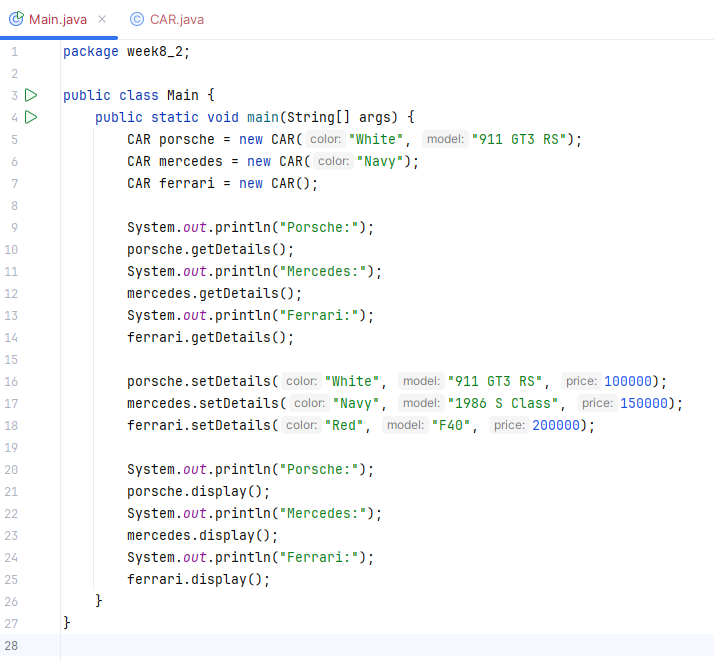 Main.java × CAR.java
1 package week8_2;
2
3 public class Main {
4     public static void main(String[] args) {
5         CAR porsche = new CAR( color: "White", model: "911 GT3 RS");
6         CAR mercedes = new CAR( color: "Navy");
7         CAR ferrari = new CAR();
8
9         System.out.println("Porsche:");
10         porsche.getDetails();
11         System.out.println("Mercedes:");
12         mercedes.getDetails();
13         System.out.println("Ferrari:");
14         ferrari.getDetails();
15
16         porsche.setDetails( color: "White", model: "911 GT3 RS", price: 100000);
17         mercedes.setDetails( color: "Navy", model: "1986 S Class", price: 150000);
18         ferrari.setDetails( color: "Red", model: "F40", price: 200000);
19
20         System.out.println("Porsche:");
21         porsche.display();
22         System.out.println("Mercedes:");
23         mercedes.display();
24         System.out.println("Ferrari:");
25         ferrari.display();
26     }
27 }
28